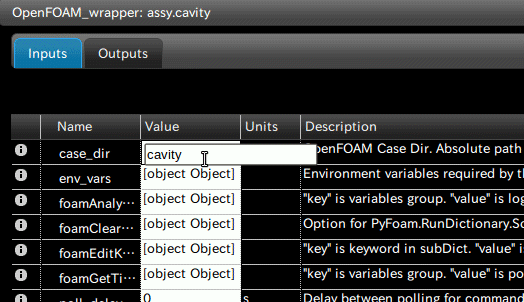 OpenFOAM_wrapper: assy.cavity
Inputs Outputs
Name Value Units Description
case_dir cavity OpenFOAM Case Dir. Absolute path
env_vars [object Object] Environment variables required by th
foamAnaly··· [object Object] "key" is variables group. "value" is log
foamClear··· [object Object] Option for PyFoam.RunDictionary.So
foamEditK··· [object Object] "key" is keyword in subDict. "value" i
foamGetTi··· [object Object] "key" is variables group. "value" is po
poll_delay 0 s Delay between polling for command